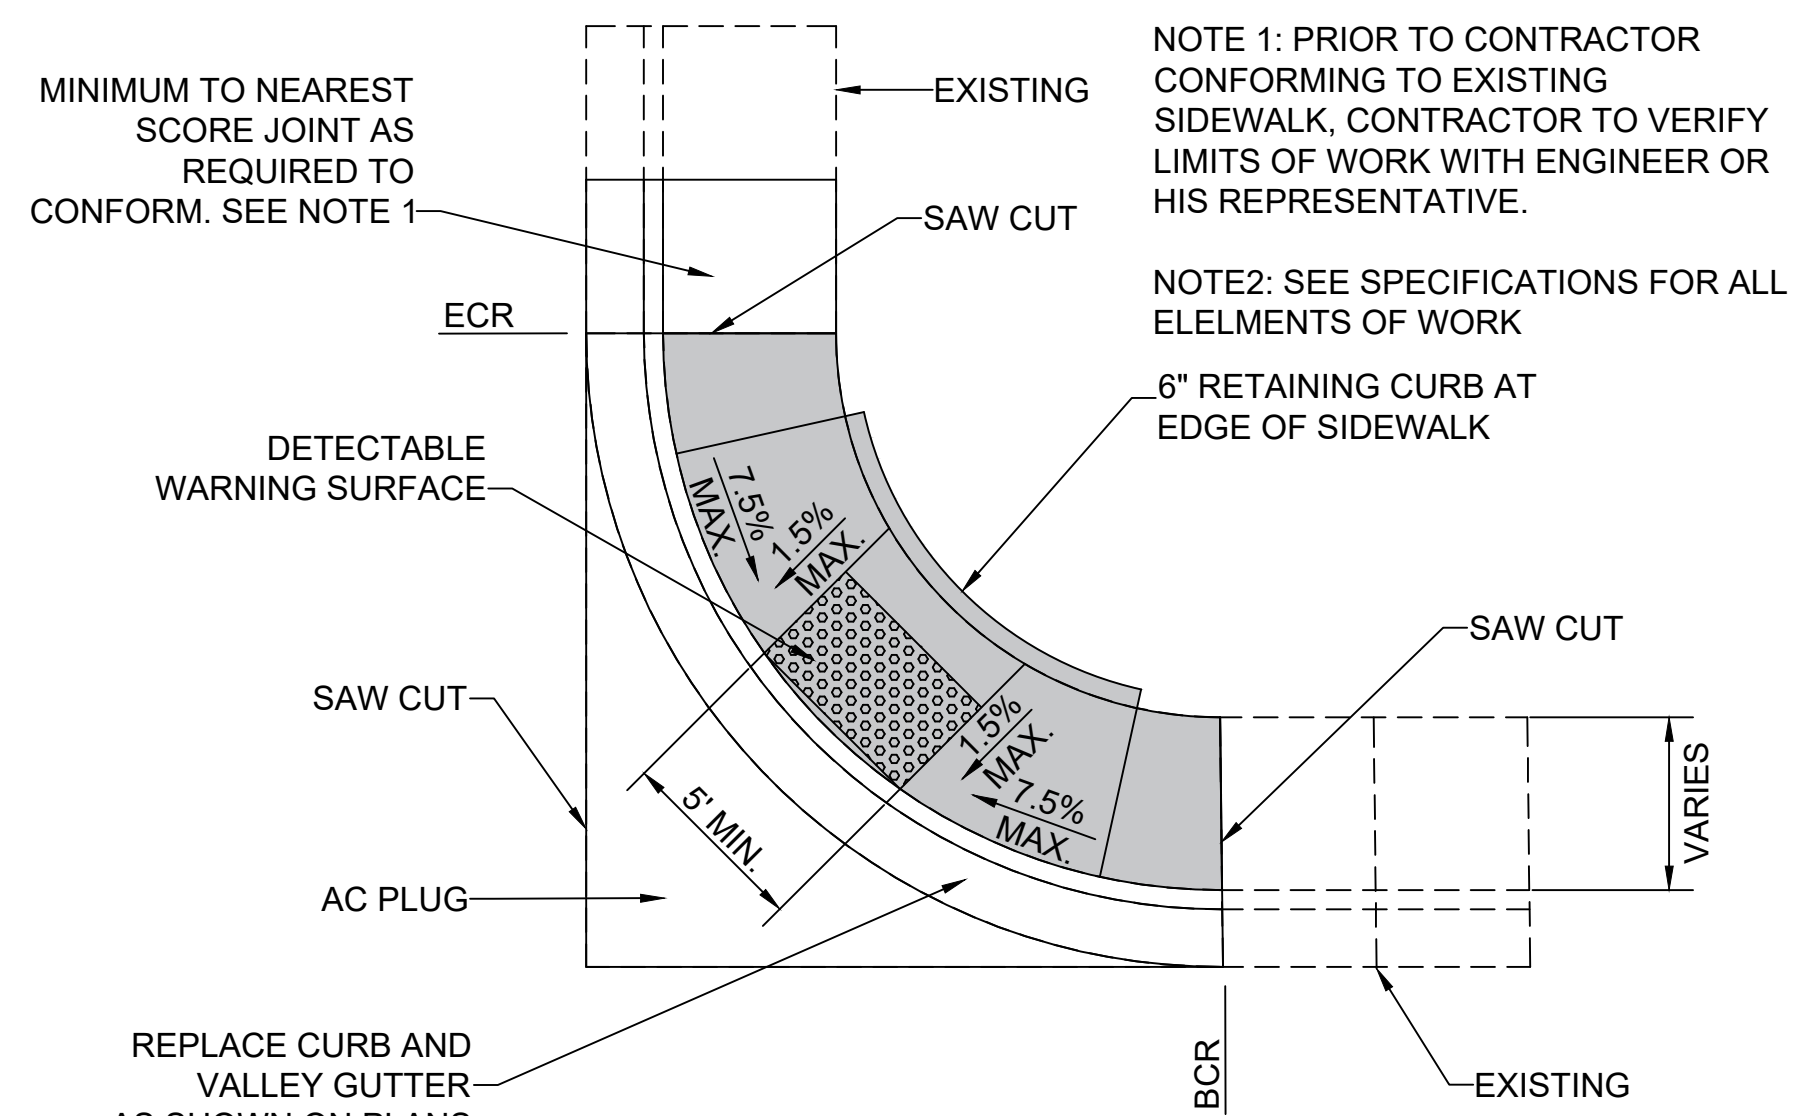 MINIMUM TO NEAREST
SCORE JOINT AS
REQUIRED TO
CONFORM. SEE NOTE 1
EXISTING
SAW CUT
NOTE 1: PRIOR TO CONTRACTOR
CONFORMING TO EXISTING
SIDEWALK, CONTRACTOR TO VERIFY
LIMITS OF WORK WITH ENGINEER OR
HIS REPRESENTATIVE.
NOTE2: SEE SPECIFICATIONS FOR ALL
ELELMENTS OF WORK
ECR
6" RETAINING CURB AT
EDGE OF SIDEWALK
DETECTABLE
WARNING SURFACE
7.5%
MAX.
1.5%
MAX.
SAW CUT
SAW CUT
1.5%
MAX.
7.5%
MAX.
5' MIN.
VARIES
AC PLUG
REPLACE CURB AND
VALLEY GUTTER
AS SHOWN ON PLANS
BCR
EXISTING